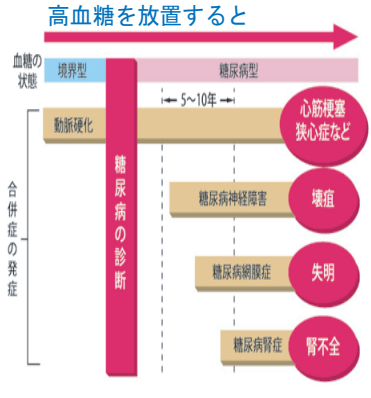 高血糖を放置すると
血糖の
状態
境界型
糖尿病型
5〜10年
動脈硬化
心筋梗塞
狭心症など
糖尿病の診断
合併症の発症
糖尿病神経障害
壊疽
糖尿病網膜症
失明
糖尿病腎症
腎不全